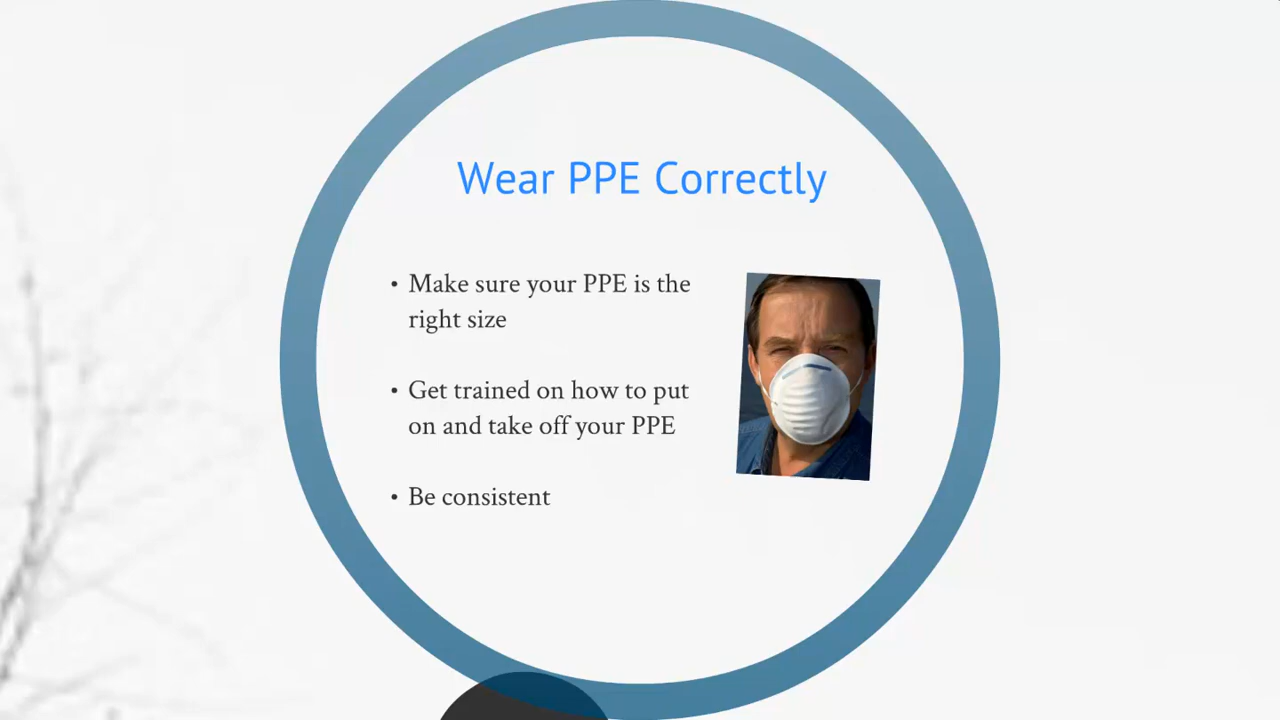 Wear PPE Correctly
• Make sure your PPE is the
right size
• Get trained on how to put
on and take off your PPE
• Be consistent